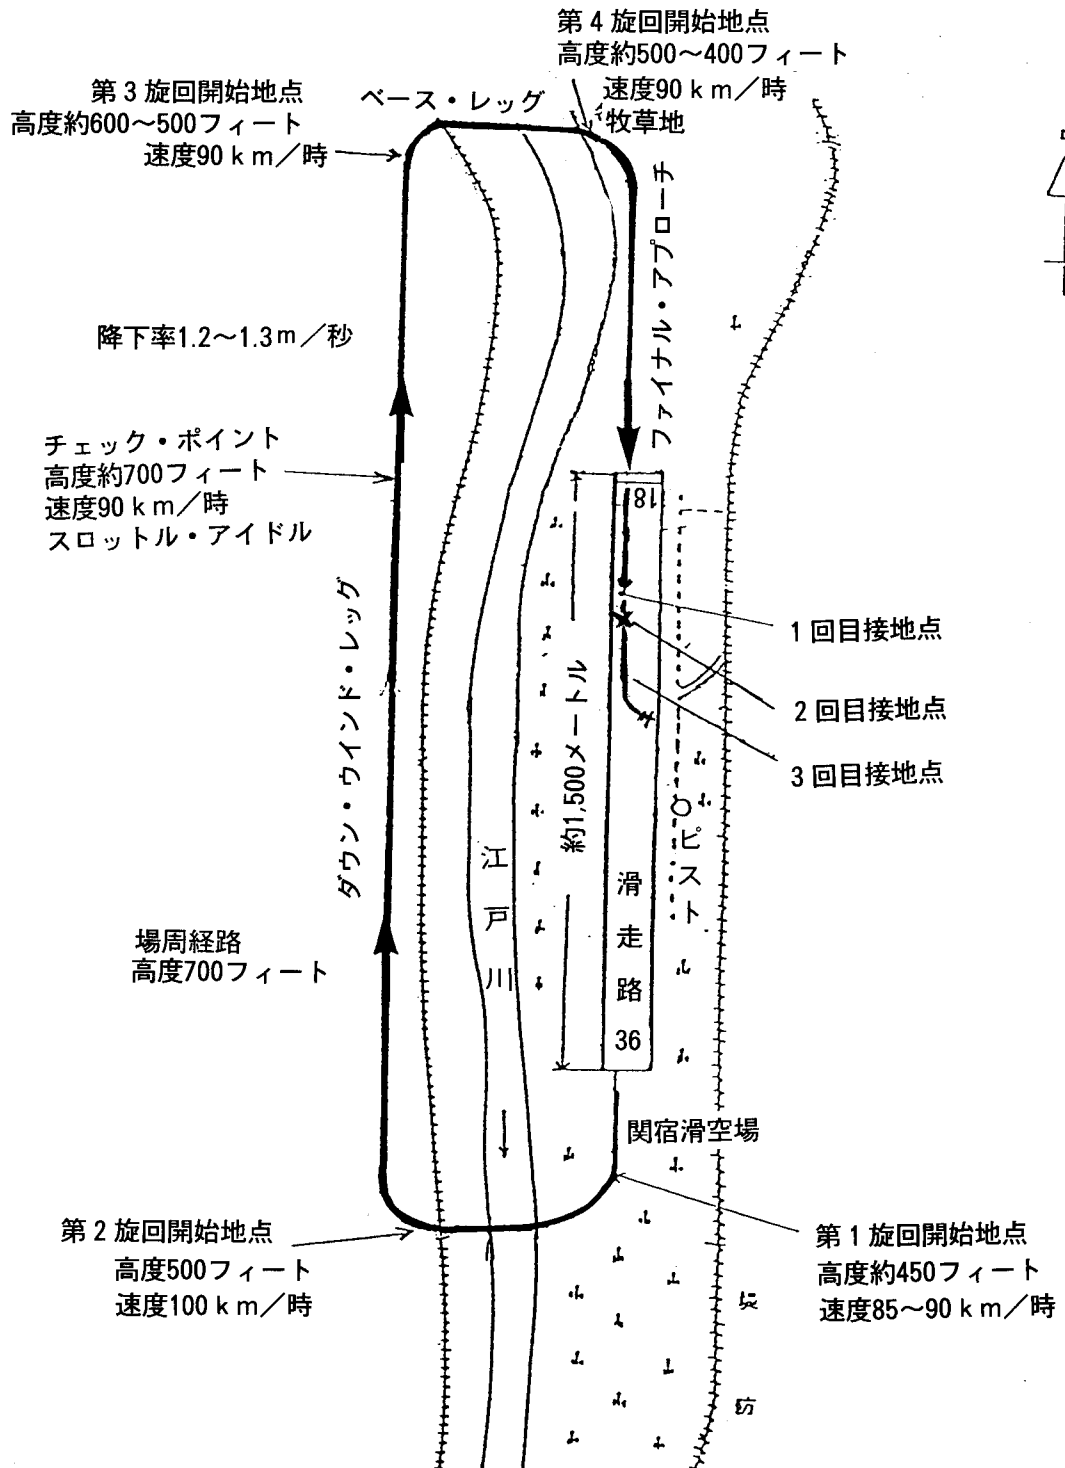 第４旋回開始地点
高度約500～400フィート
速度90ｋｍ／時
牧草地
第３旋回開始地点
高度約600～500フィート
速度90ｋｍ／時
ベース・レッグ
ファイナル・アプローチ
降下率1.2～1.3ｍ／秒
チェック・ポイント
高度約700フィート
速度90ｋｍ／時
スロットル・アイドル
18
ダウン・ウインド・レッグ
約1,500メートル
１回目接地点
２回目接地点
３回目接地点
ピスト
江戸川
滑走路
36
場周経路
高度700フィート
関宿滑空場
第２旋回開始地点
高度500フィート
速度100ｋｍ／時
第１旋回開始地点
高度約450フィート
速度85～90ｋｍ／時
堤防